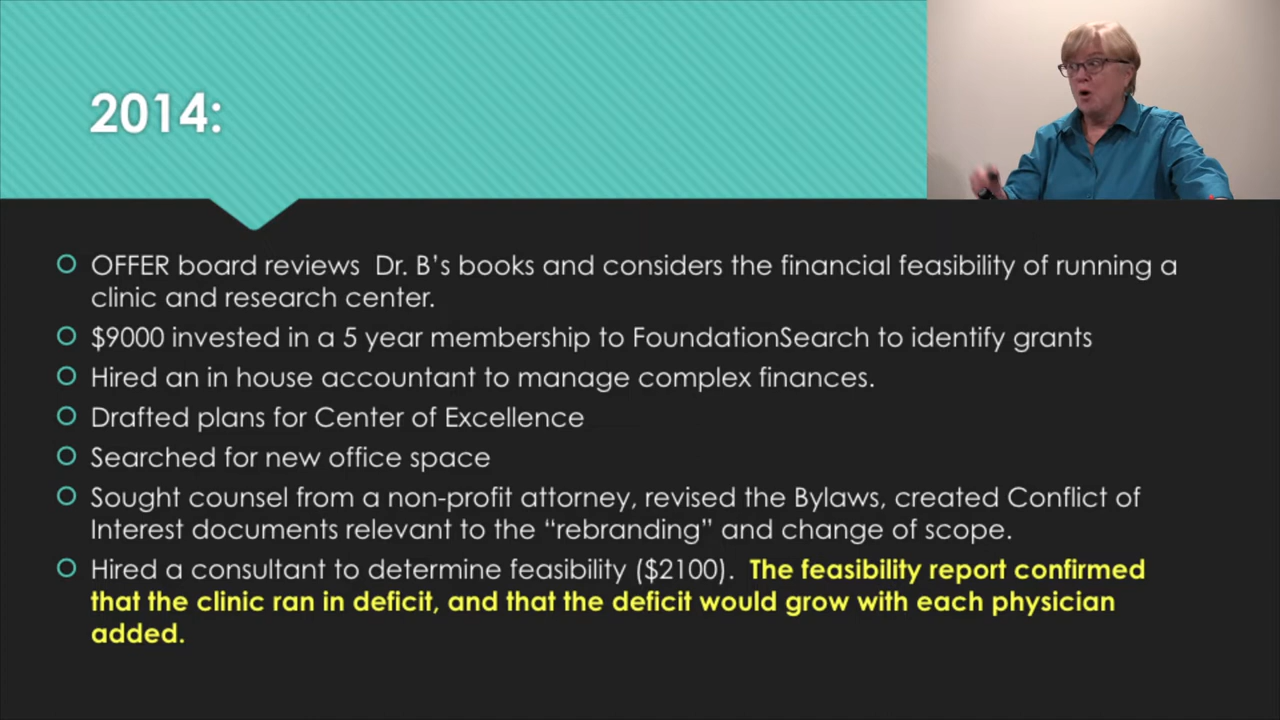 2014:
OFFER board reviews  Dr. B's books and considers the financial feasibility of running a
clinic and research center.
$9000 invested in a 5 year membership to FoundationSearch to identify grants
Hired an in house accountant to manage complex finances.
Drafted plans for Center of Excellence
Searched for new office space
Sought counsel from a non-profit attorney, revised the Bylaws, created Conflict of
Interest documents relevant to the “rebranding” and change of scope.
Hired a consultant to determine feasibility ($2100).  The feasibility report confirmed
that the clinic ran in deficit, and that the deficit would grow with each physician
added.